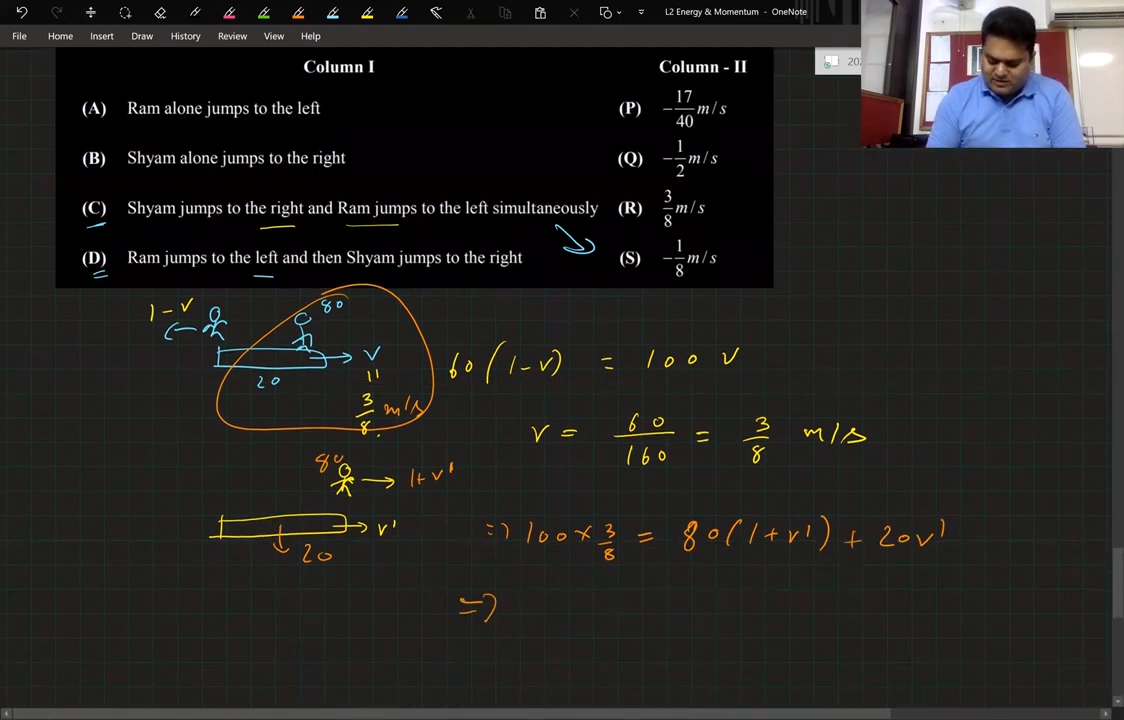 L2 Energy & Momentum - OneNote
File Home Insert Draw History Review View Help
202
Column I Column - II
(A) Ram alone jumps to the left (P) -17/40 m/s
(B) Shyam alone jumps to the right (Q) -1/2 m/s
(C) Shyam jumps to the right and Ram jumps to the left simultaneously (R) 3/8 m/s
(D) Ram jumps to the left and then Shyam jumps to the right (S) -1/8 m/s
1 - v
80
v
20
||
3/8 m/s.
60 (1 - v) = 100 v
v = 60/160 = 3/8 m/s
80
1 + v'
v'
20
=> 100 × 3/8 = 80 (1 + v') + 20 v'
=>